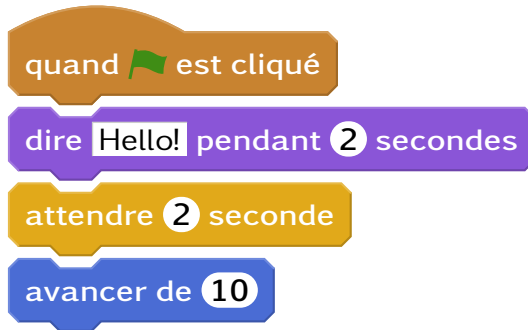 quand est cliqué
dire Hello! pendant 2 secondes
attendre 2 seconde
avancer de 10